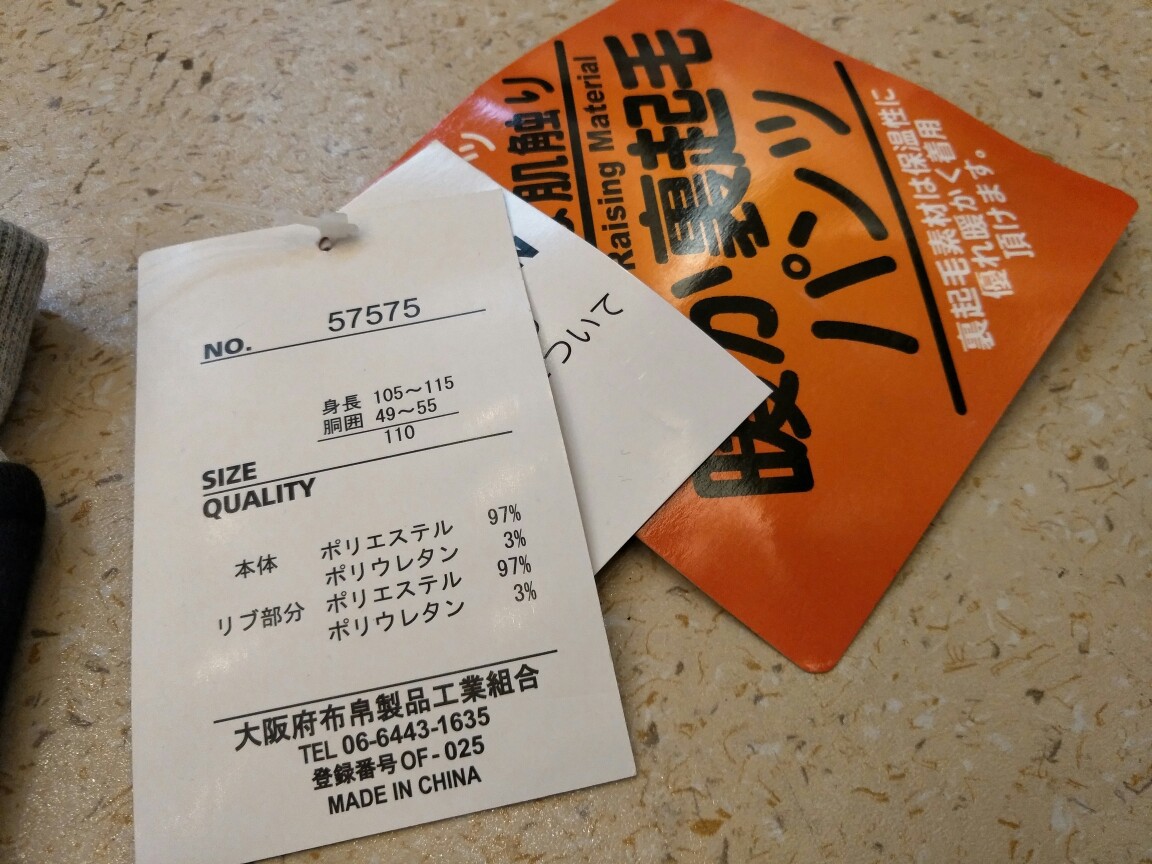 NO. 57575
身長 105～115
胴囲 49～55
110
SIZE
QUALITY
本体 ポリエステル 97%
ポリウレタン 3%
リブ部分 ポリエステル 97%
ポリウレタン 3%
大阪府布帛製品工業組合
TEL 06-6443-1635
登録番号OF-025
MADE IN CHINA
ついて
肌触り
Raising Material
暖か裏起毛
パンツ
裏起毛素材は保温性に
優れ暖かく着用
頂けます。